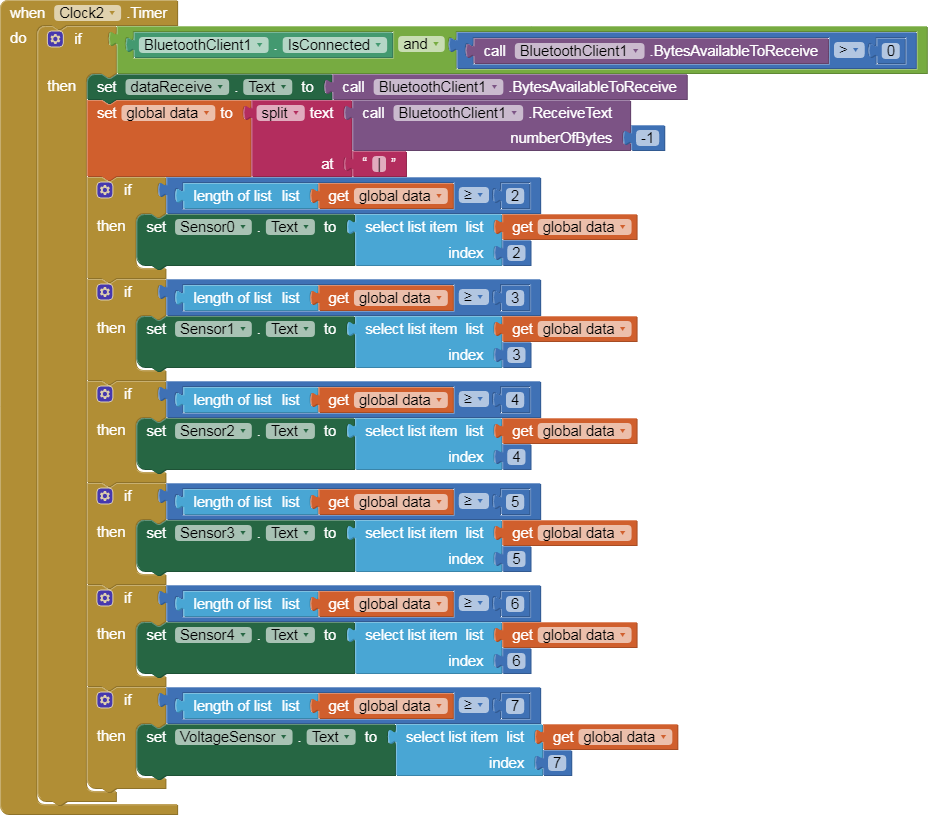 when Clock2 .Timer
do if BluetoothClient1 . IsConnected and call BluetoothClient1 .BytesAvailableToReceive > 0
then set dataReceive . Text to call BluetoothClient1 .BytesAvailableToReceive
set global data to split text call BluetoothClient1 .ReceiveText
numberOfBytes -1
at “ | ”
if length of list list get global data ≥ 2
then set Sensor0 . Text to select list item list get global data
index 2
if length of list list get global data ≥ 3
then set Sensor1 . Text to select list item list get global data
index 3
if length of list list get global data ≥ 4
then set Sensor2 . Text to select list item list get global data
index 4
if length of list list get global data ≥ 5
then set Sensor3 . Text to select list item list get global data
index 5
if length of list list get global data ≥ 6
then set Sensor4 . Text to select list item list get global data
index 6
if length of list list get global data ≥ 7
then set VoltageSensor . Text to select list item list get global data
index 7